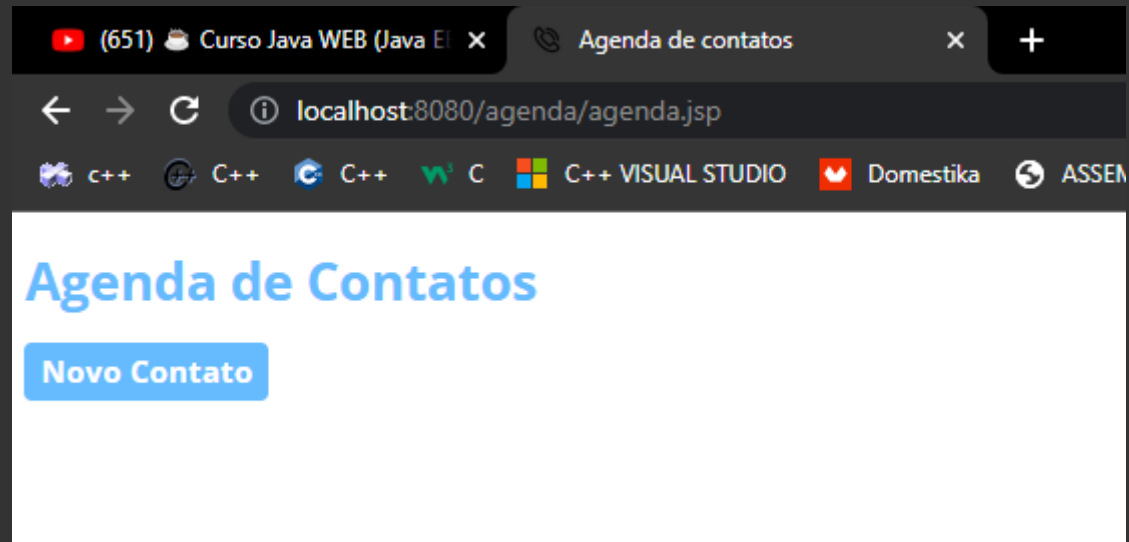 (651) ☕ Curso Java WEB (Java EE
Agenda de contatos
localhost:8080/agenda/agenda.jsp
c++ C++ C++ C C++ VISUAL STUDIO Domestika
Agenda de Contatos
Novo Contato